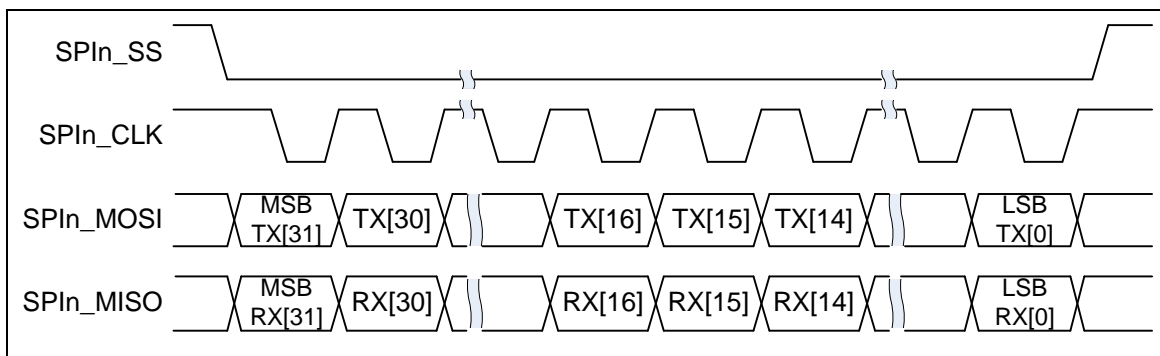 SPIn_SS
SPIn_CLK
SPIn_MOSI
MSB
TX[31]
TX[30]
TX[16]
TX[15]
TX[14]
LSB
TX[0]
SPIn_MISO
MSB
RX[31]
RX[30]
RX[16]
RX[15]
RX[14]
LSB
RX[0]